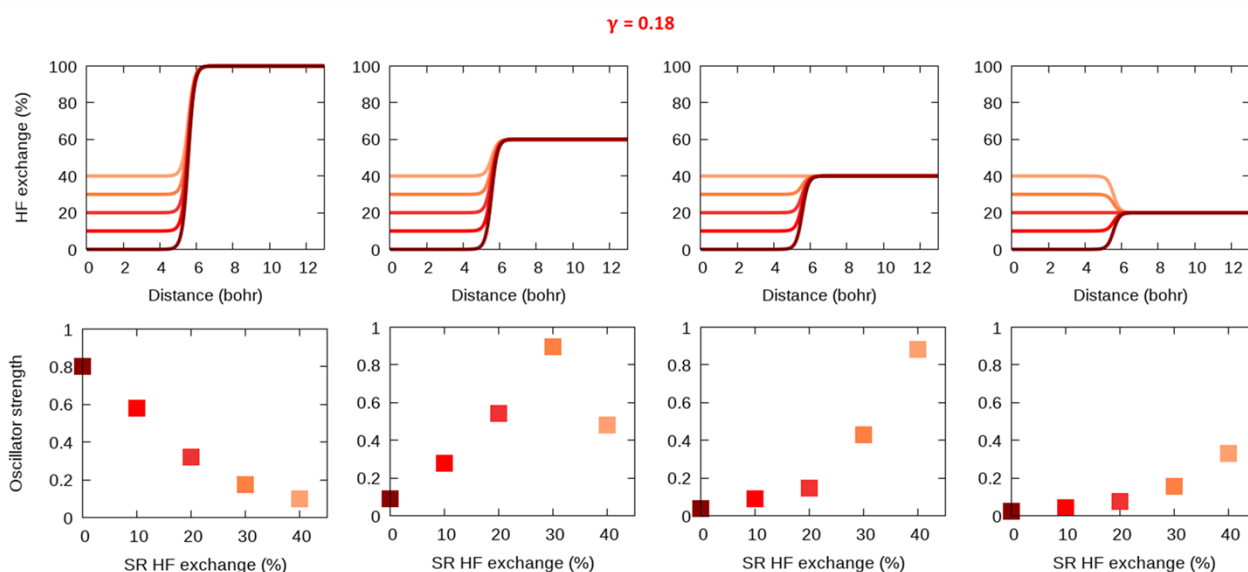 γ = 0.18
HF exchange (%)
100
80
60
40
20
0
0 2 4 6 8 10 12
Distance (bohr)
100
80
60
40
20
0
0 2 4 6 8 10 12
Distance (bohr)
100
80
60
40
20
0
0 2 4 6 8 10 12
Distance (bohr)
100
80
60
40
20
0
0 2 4 6 8 10 12
Distance (bohr)
Oscillator strength
1
0.8
0.6
0.4
0.2
0
0 10 20 30 40
SR HF exchange (%)
1
0.8
0.6
0.4
0.2
0
0 10 20 30 40
SR HF exchange (%)
1
0.8
0.6
0.4
0.2
0
0 10 20 30 40
SR HF exchange (%)
1
0.8
0.6
0.4
0.2
0
0 10 20 30 40
SR HF exchange (%)